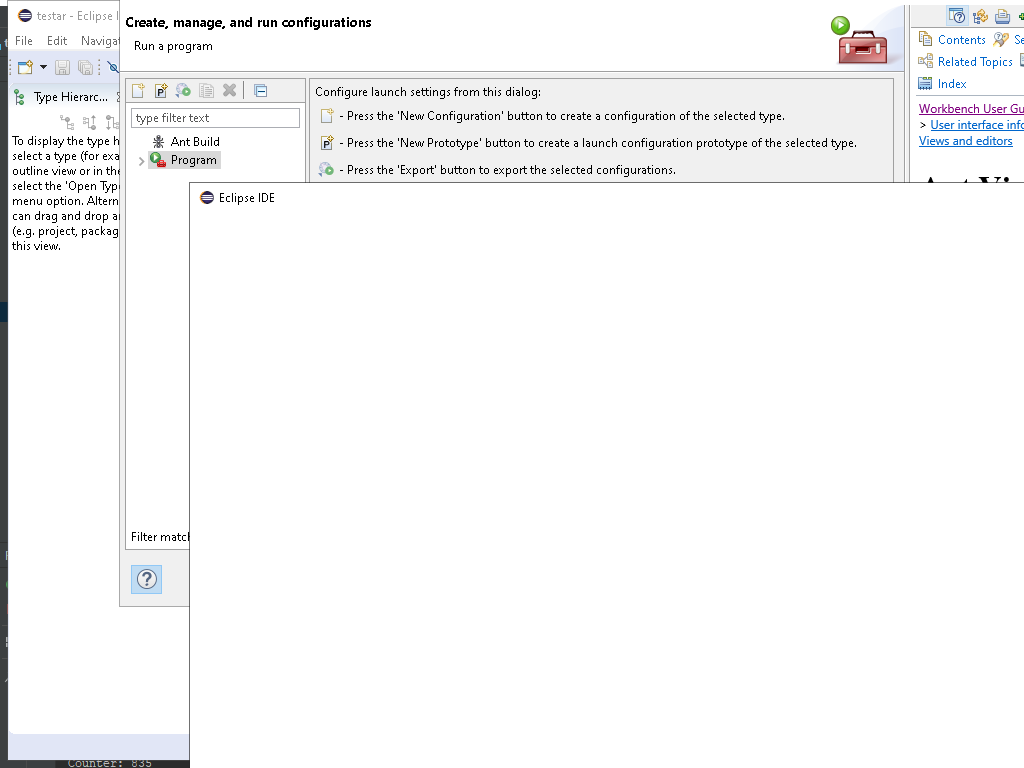 testar - Eclipse I
File Edit Navigat
Type Hierarc...
To display the type h
select a type (for exa
outline view or in the
select the 'Open Type
menu option. Altern
can drag and drop a
(e.g. project, packag
this view.
Create, manage, and run configurations
Run a program
type filter text
Ant Build
Program
Filter match
Configure launch settings from this dialog:
- Press the 'New Configuration' button to create a configuration of the selected type.
- Press the 'New Prototype' button to create a launch configuration prototype of the selected type.
- Press the 'Export' button to export the selected configurations.
Eclipse IDE
Contents Se
Related Topics
Index
Workbench User Gu
> User interface info
Views and editors
Counter: 835